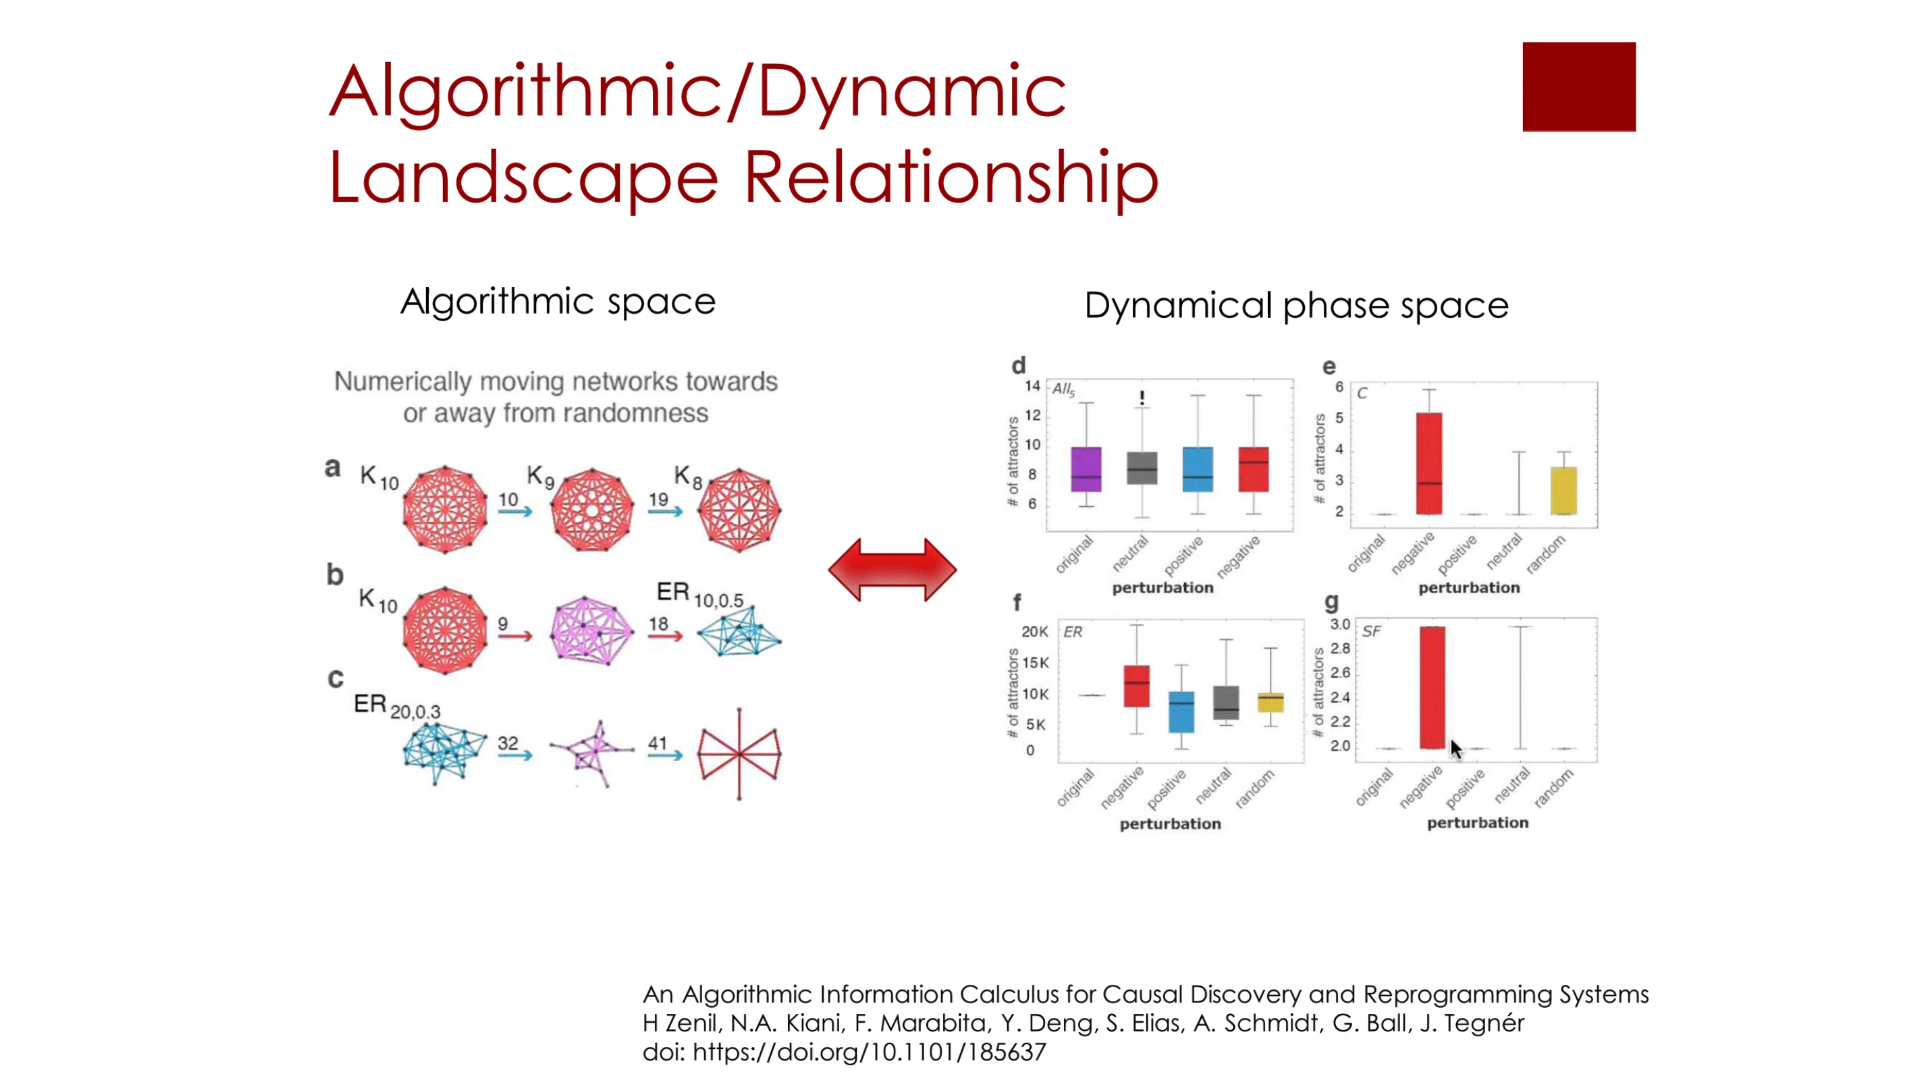 Algorithmic/Dynamic
Landscape Relationship
Algorithmic space
Numerically moving networks towards
or away from randomness
a
K10
10
K9
19
K8
b
K10
9
18
ER10,0.5
c
ER20,0.3
32
41
Dynamical phase space
d
All5
!
# of attractors
14
12
10
8
6
original
neutral
positive
negative
perturbation
e
C
# of attractors
6
5
4
3
2
original
negative
positive
neutral
random
perturbation
f
ER
# of attractors
20K
15K
10K
5K
0
original
negative
positive
neutral
random
perturbation
g
SF
# of attractors
3.0
2.8
2.6
2.4
2.2
2.0
original
negative
positive
neutral
random
perturbation
An Algorithmic Information Calculus for Causal Discovery and Reprogramming Systems
H Zenil, N.A. Kiani, F. Marabita, Y. Deng, S. Elias, A. Schmidt, G. Ball, J. Tegnér
doi: https://doi.org/10.1101/185637